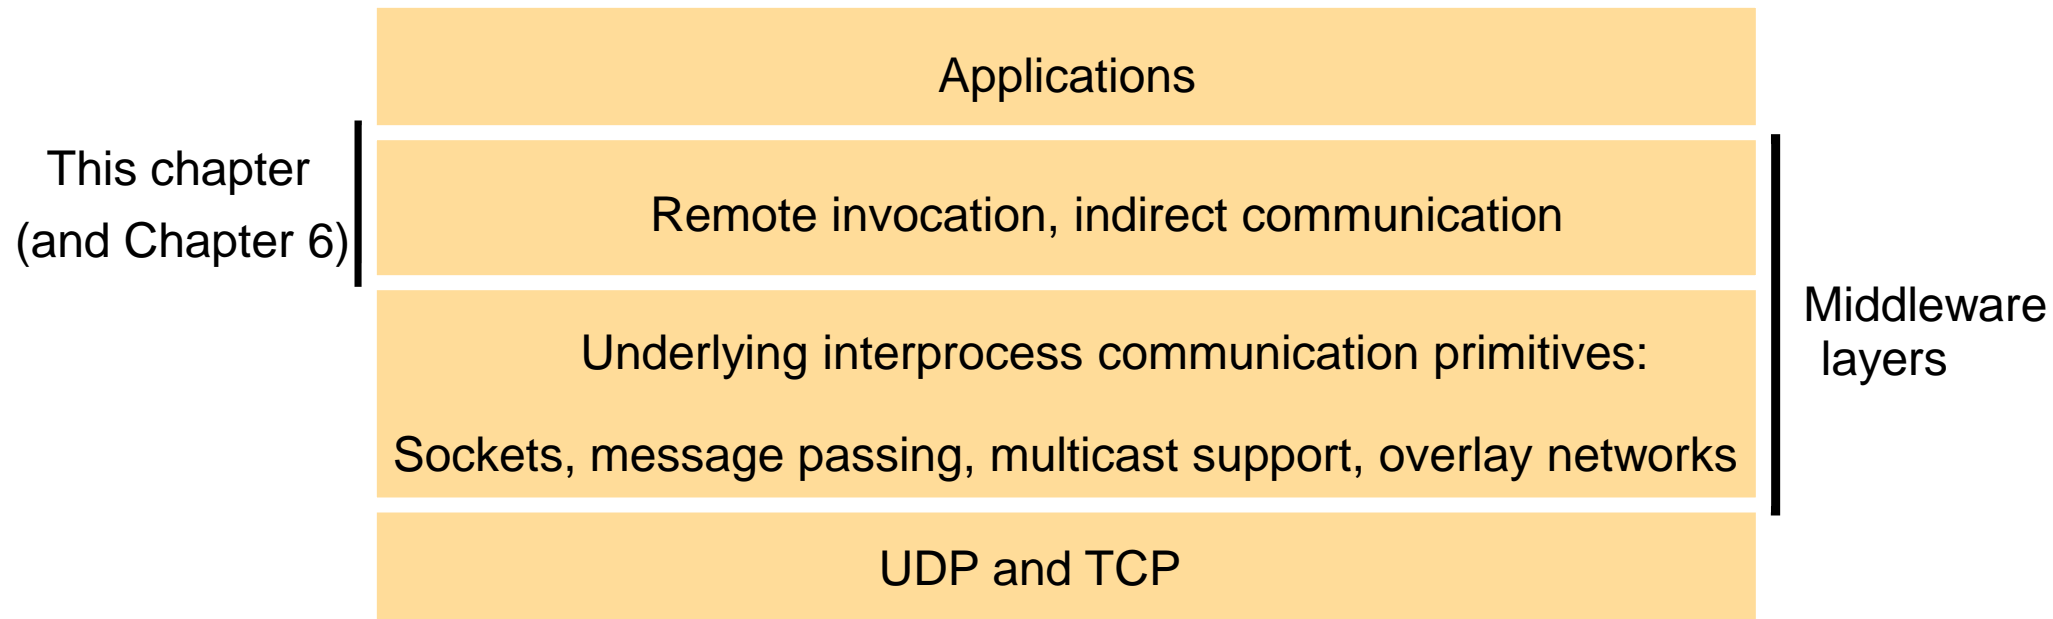 Applications
This chapter
(and Chapter 6)
Remote invocation, indirect communication
Underlying interprocess communication primitives:
Sockets, message passing, multicast support, overlay networks
Middleware
layers
UDP and TCP